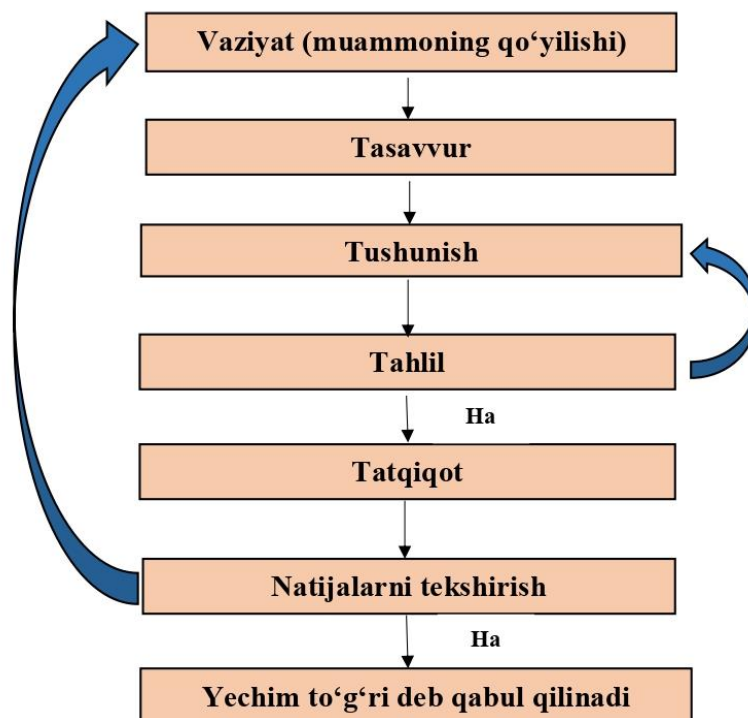 Vaziyat (muammoning qo‘yilishi)
Tasavvur
Tushunish
Tahlil
Ha
Tatqiqot
Natijalarni tekshirish
Ha
Yechim to‘g‘ri deb qabul qilinadi